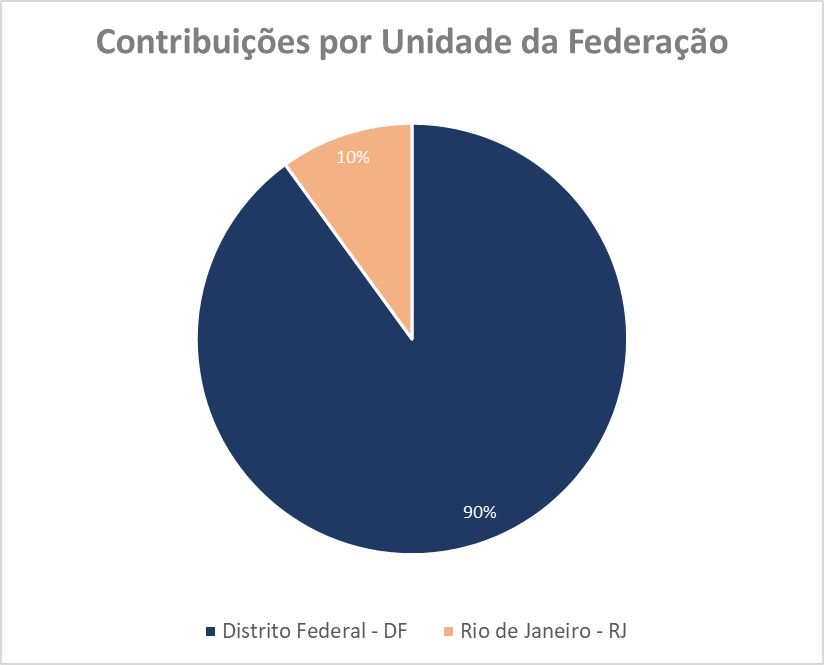 Contribuições por Unidade da Federação
10%
90%
Distrito Federal - DF
Rio de Janeiro - RJ